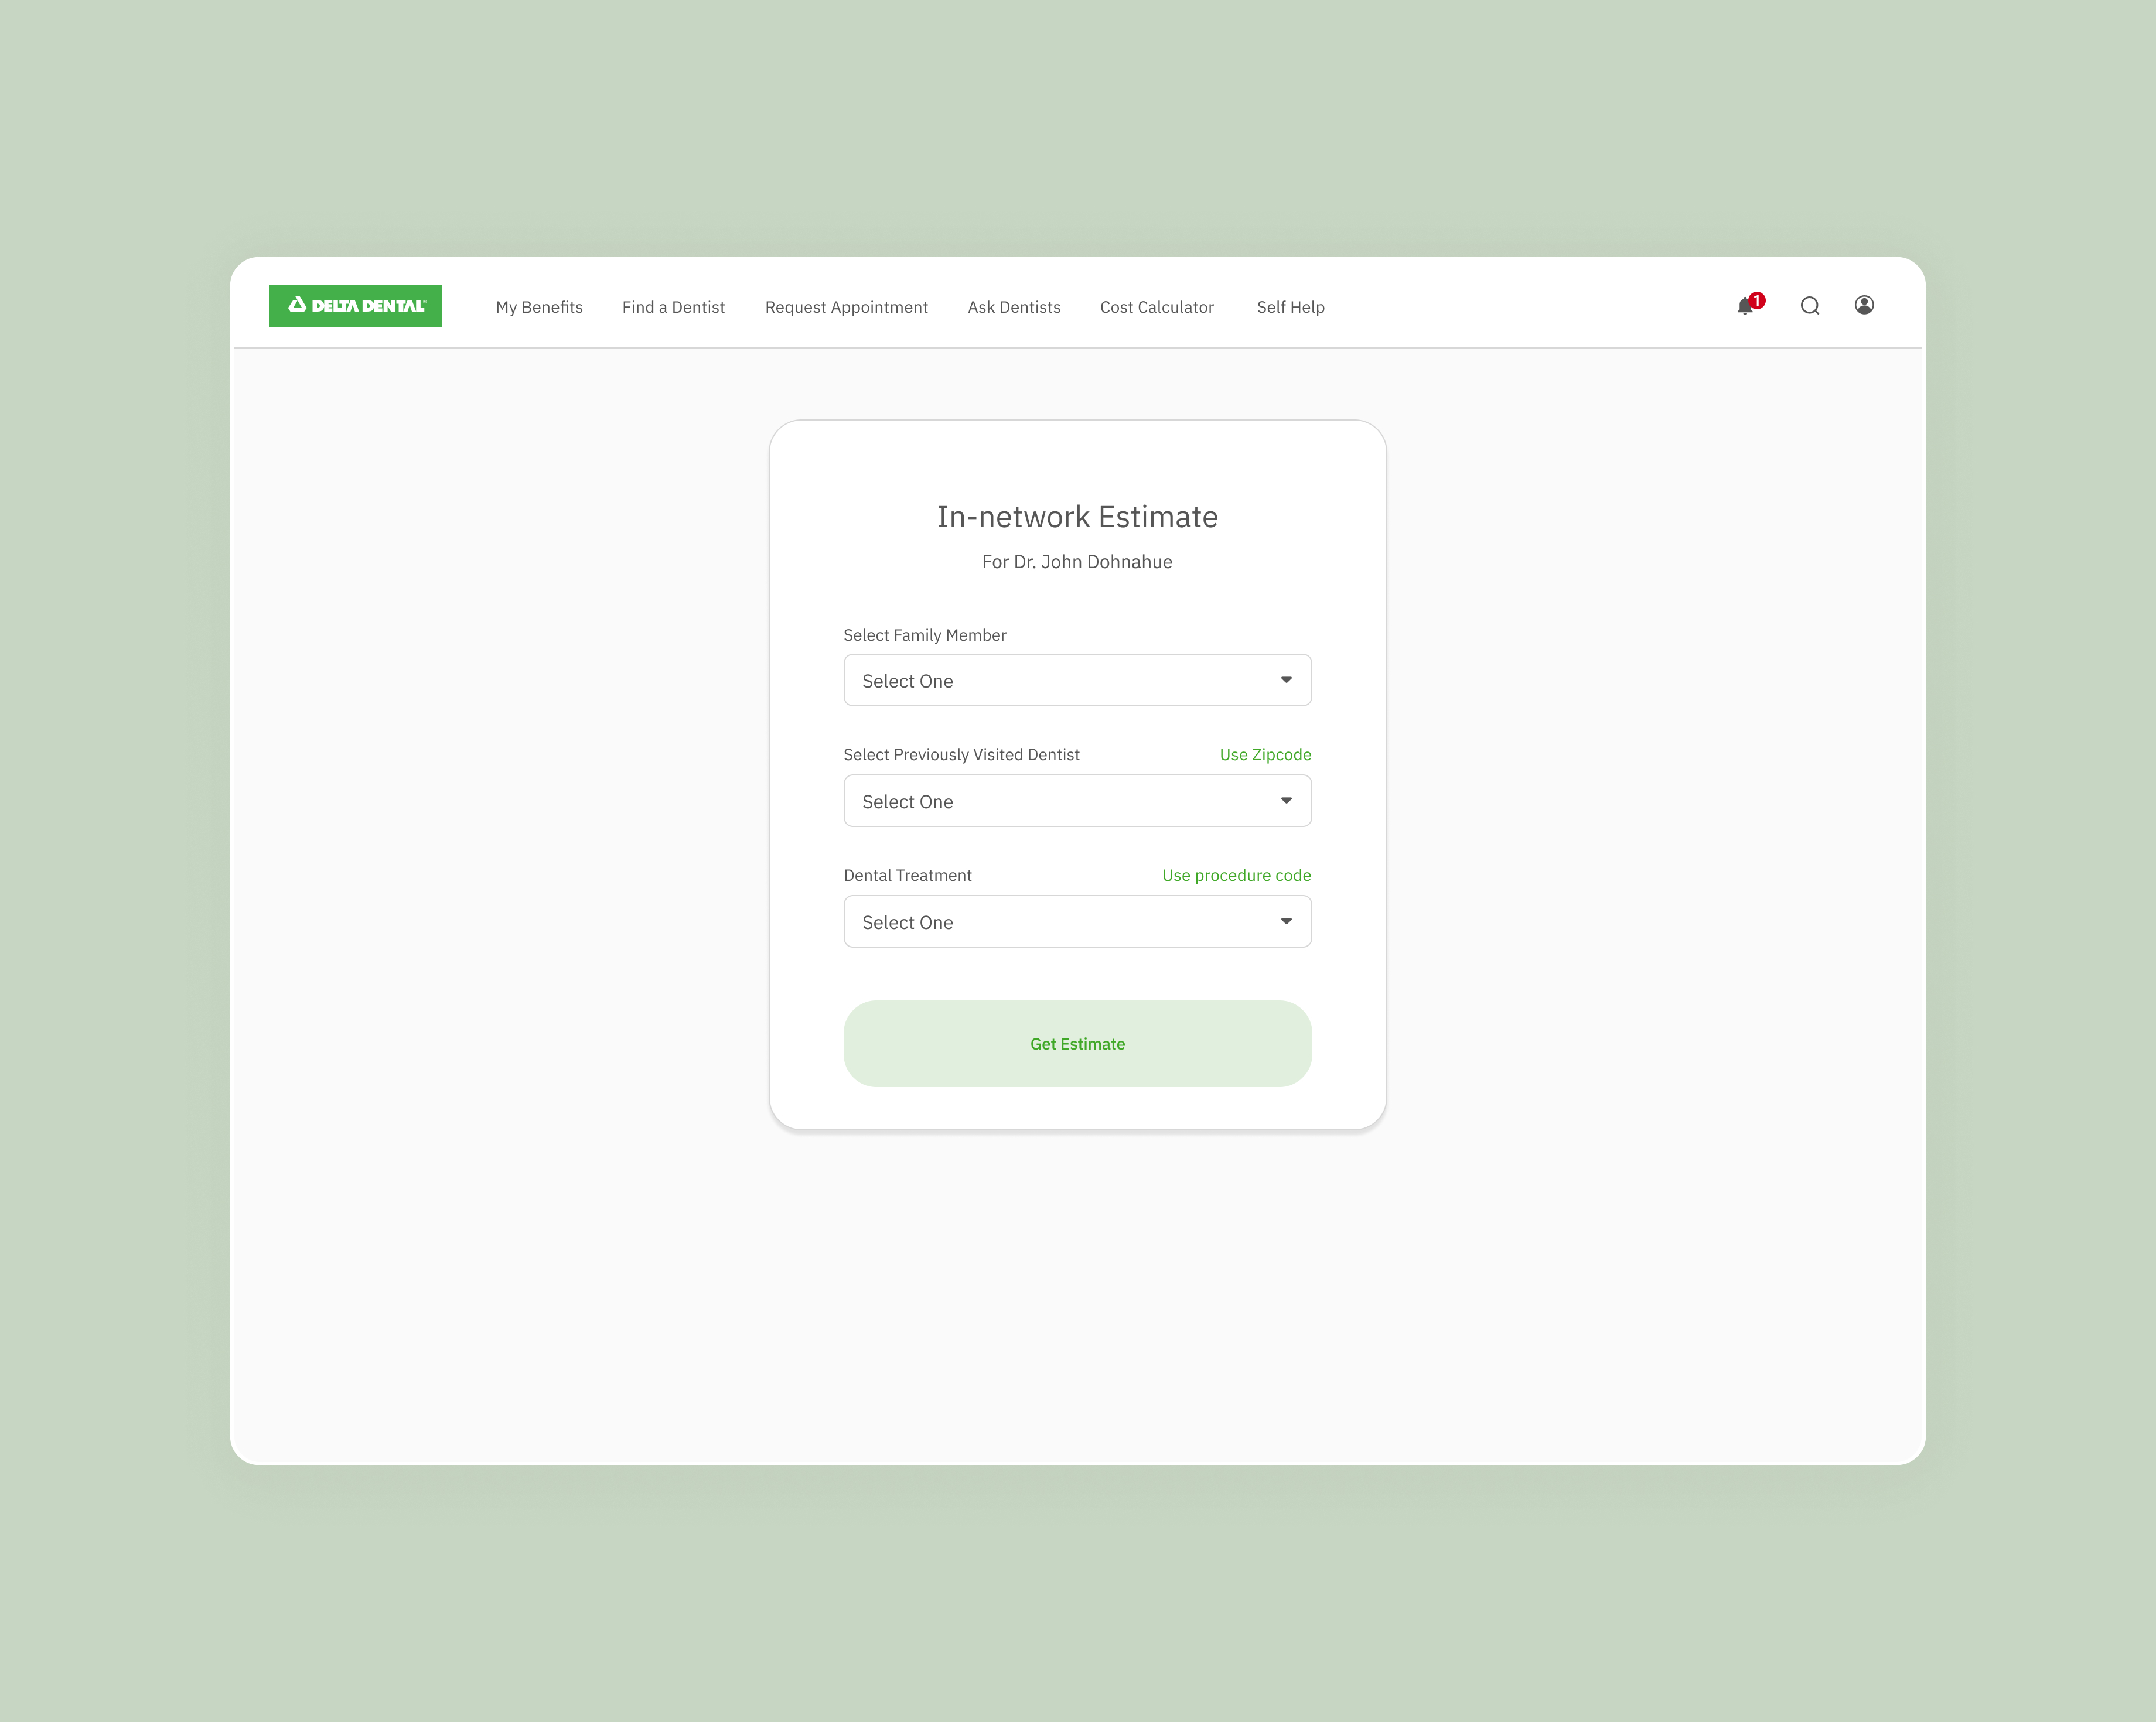 DELTA DENTAL
My Benefits
Find a Dentist
Request Appointment
Ask Dentists
Cost Calculator
Self Help
1
In-network Estimate
For Dr. John Dohnahue
Select Family Member
Select One
Select Previously Visited Dentist
Use Zipcode
Select One
Dental Treatment
Use procedure code
Select One
Get Estimate